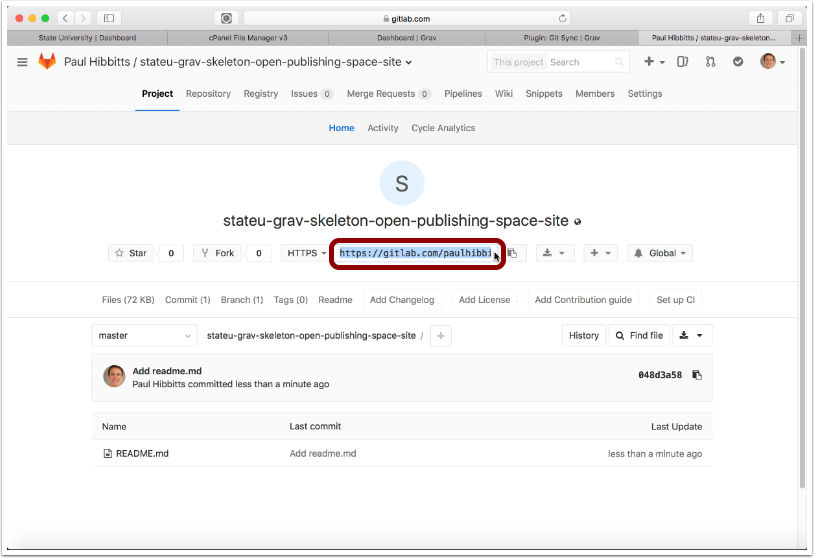 gitlab.com
State University | Dashboard
cPanel File Manager v3
Dashboard | Grav
Plugin: Git Sync | Grav
Paul Hibbitts / stateu-grav-skeleton...
Paul Hibbitts / stateu-grav-skeleton-open-publishing-space-site
This project Search
Project Repository Registry Issues 0 Merge Requests 0 Pipelines Wiki Snippets Members Settings
Home Activity Cycle Analytics
S
stateu-grav-skeleton-open-publishing-space-site
Star 0 Fork 0 HTTPS https://gitlab.com/paulhibbi Global
Files (72 KB) Commit (1) Branch (1) Tags (0) Readme Add Changelog Add License Add Contribution guide Set up CI
master stateu-grav-skeleton-open-publishing-space-site / + History Find file
Add readme.md
Paul Hibbitts committed less than a minute ago
048d3a58
Name Last commit Last Update
README.md Add readme.md less than a minute ago